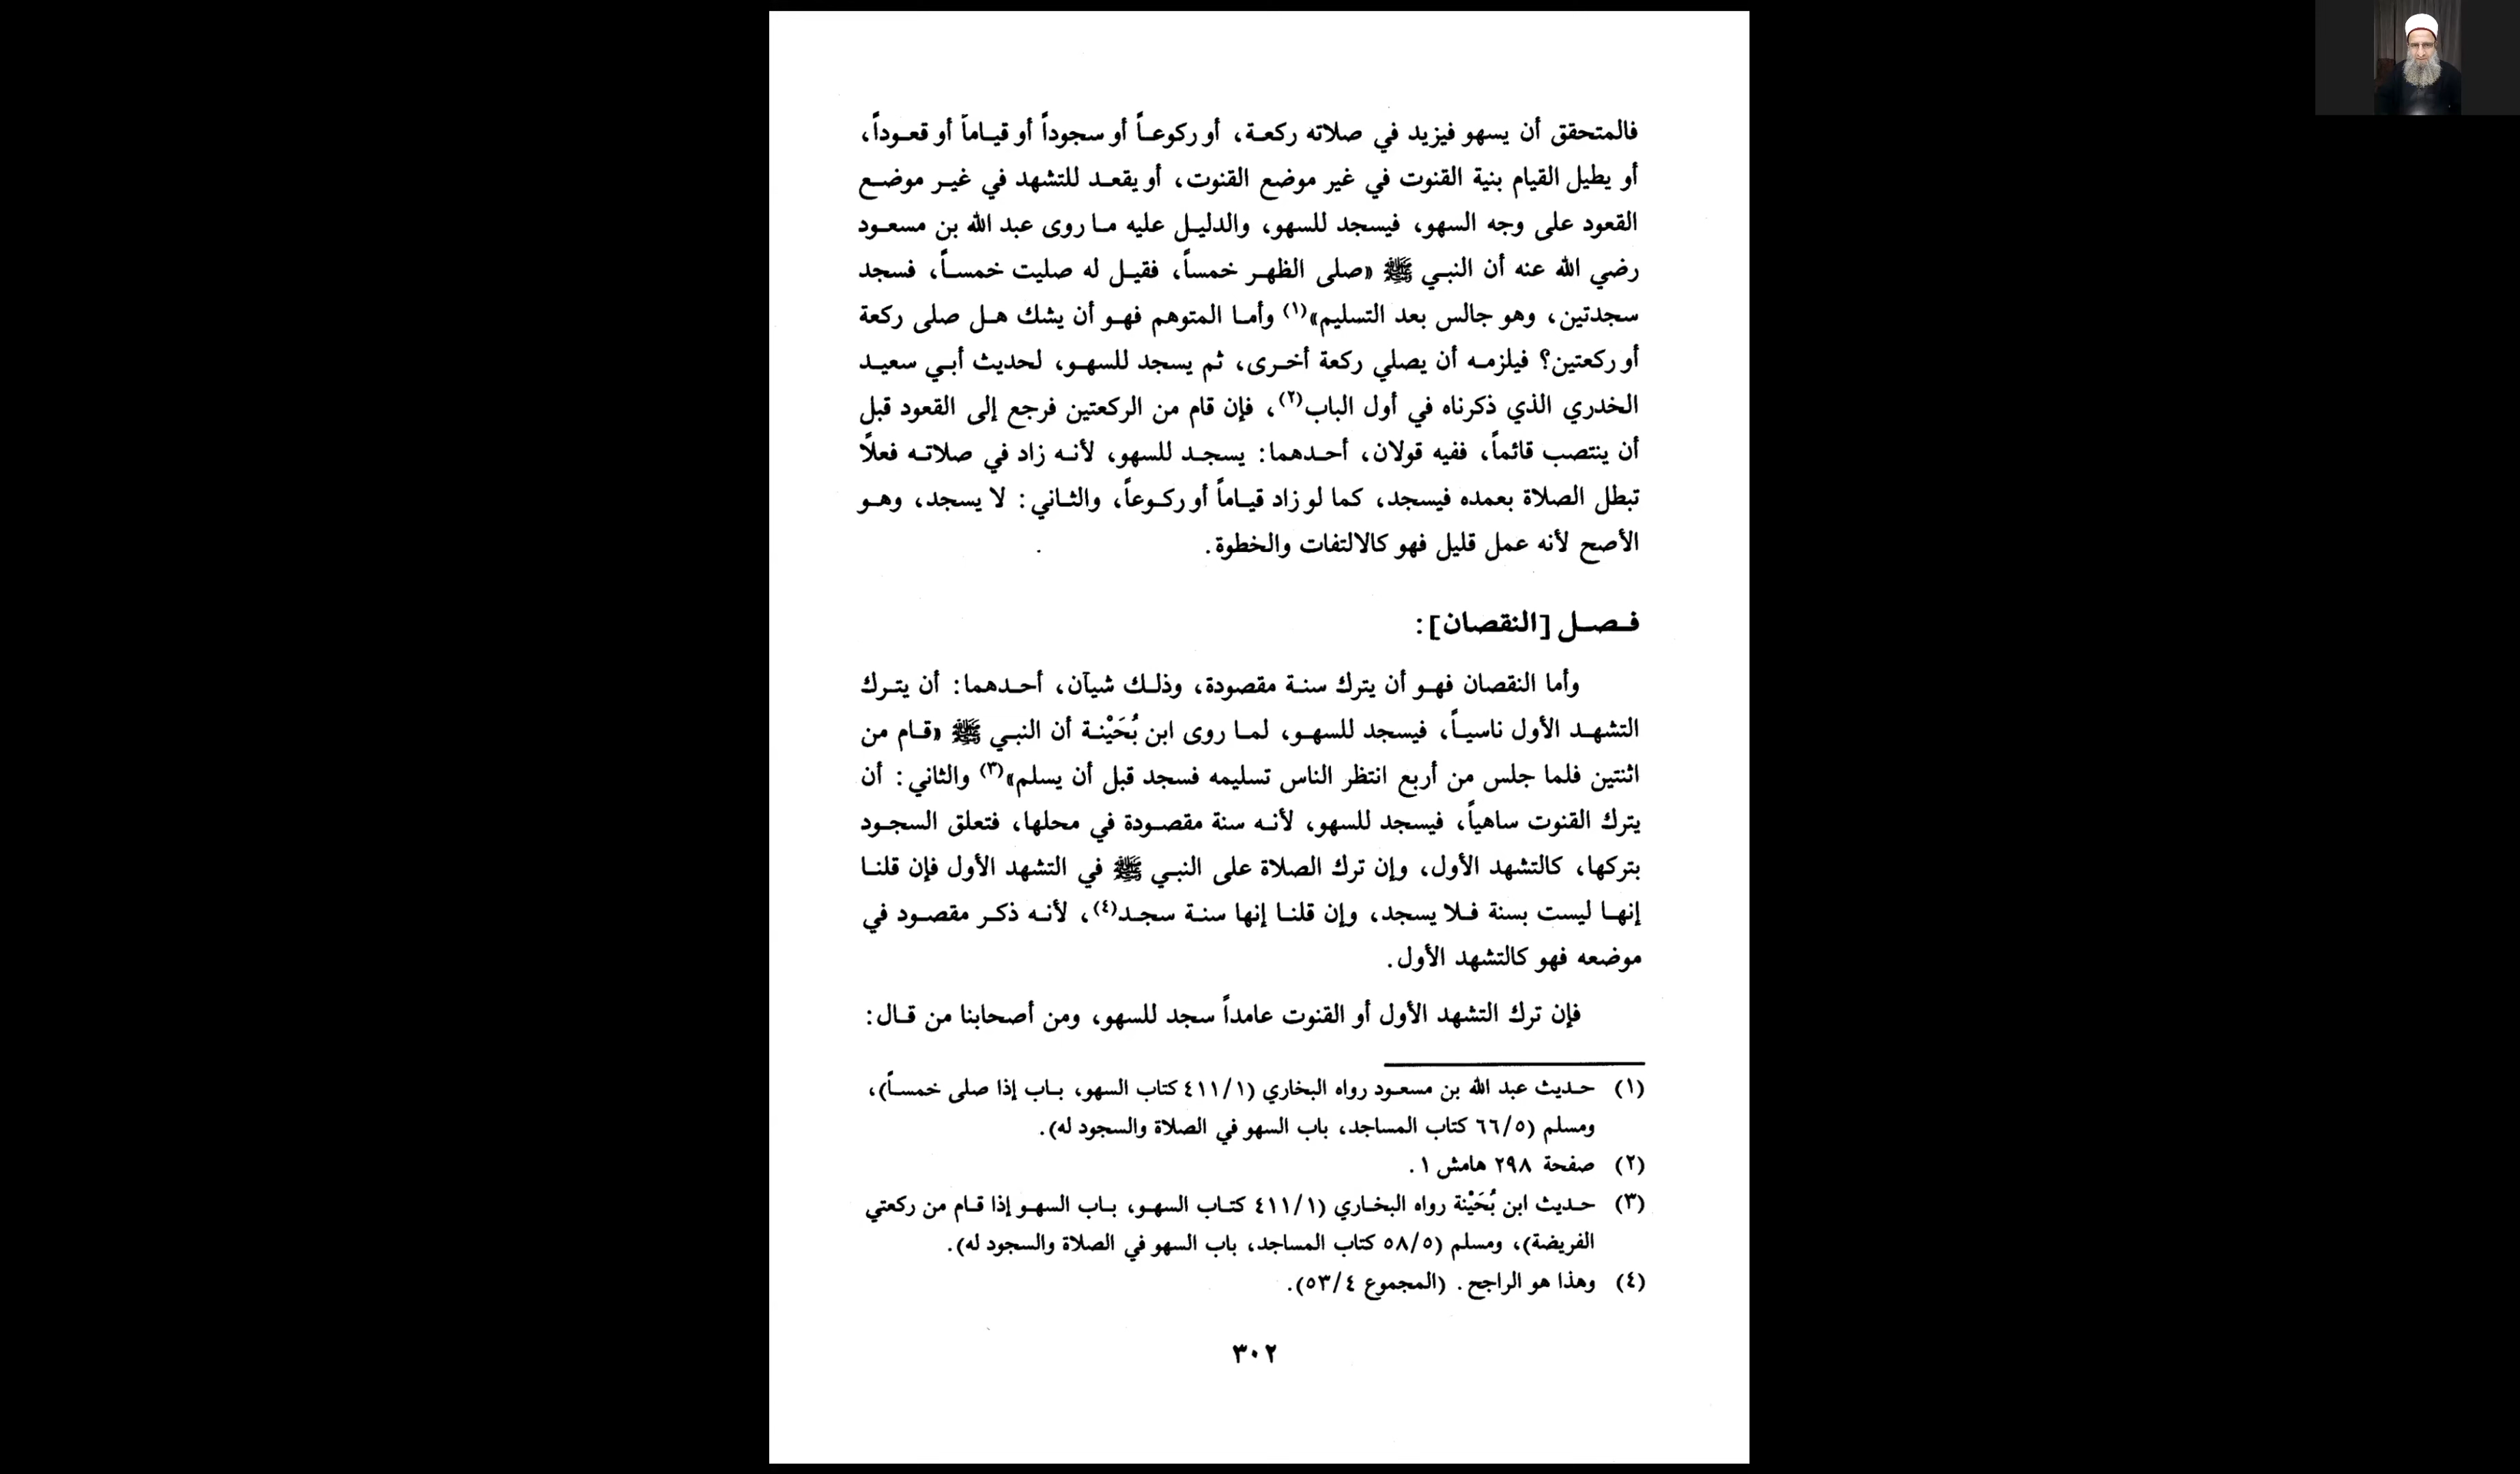 فالمتحقق أن يسهو فيزيد في صلاته ركعة، أو ركوعاً أو سجوداً أو قياماً أو قعوداً،
أو يطيل القيام بنية القنوت في غير موضع القنوت، أو يقعد للتشهد في غير موضع
القعود على وجه السهو، فيسجد للسهو، والدليل عليه ما روى عبد الله بن مسعود
رضي الله عنه أن النبي ﷺ «صلى الظهر خمساً، فقيل له صليت خمساً، فسجد
سجدتين، وهو جالس بعد التسليم»(١) وأما المتوهم فهو أن يشك هل صلى ركعة
أو ركعتين؟ فيلزمه أن يصلي ركعة أخرى، ثم يسجد للسهو، لحديث أبي سعيد
الخدري الذي ذكرناه في أول الباب(٢)، فإن قام من الركعتين فرجع إلى القعود قبل
أن ينتصب قائماً، ففيه قولان، أحدهما: يسجد للسهو، لأنه زاد في صلاته فعلاً
تبطل الصلاة بعمده فيسجد، كما لو زاد قياماً أو ركوعاً، والثاني: لا يسجد، وهو
الأصح لأنه عمل قليل فهو كالالتفات والخطوة.
فصل [النقصان]:
وأما النقصان فهو أن يترك سنة مقصودة، وذلك شيآن، أحدهما: أن يترك
التشهد الأول ناسياً، فيسجد للسهو، لما روى ابن بُحَيْنة أن النبي ﷺ «قام من
اثنتين فلما جلس من أربع انتظر الناس تسليمه فسجد قبل أن يسلم»(٣) والثاني: أن
يترك القنوت ساهياً، فيسجد للسهو، لأنه سنة مقصودة في محلها، فتعلق السجود
بتركها، كالتشهد الأول، وإن ترك الصلاة على النبي ﷺ في التشهد الأول فإن قلنا
إنها ليست بسنة فلا يسجد، وإن قلنا إنها سنة سجد(٤)، لأنه ذكر مقصود في
موضعه فهو كالتشهد الأول.
فإن ترك التشهد الأول أو القنوت عامداً سجد للسهو، ومن أصحابنا من قال:
(١) حديث عبد الله بن مسعود رواه البخاري (٤١١/١ كتاب السهو، باب إذا صلى خمساً)،
ومسلم (٦٦/٥ كتاب المساجد، باب السهو في الصلاة والسجود له).
(٢) صفحة ٢٩٨ هامش ١.
(٣) حديث ابن بُحَيْنة رواه البخاري (٤١١/١ كتاب السهو، باب السهو إذا قام من ركعتي
الفريضة)، ومسلم (٥٨/٥ كتاب المساجد، باب السهو في الصلاة والسجود له).
(٤) وهذا هو الراجح. (المجموع ٥٣/٤).
٣٠٢